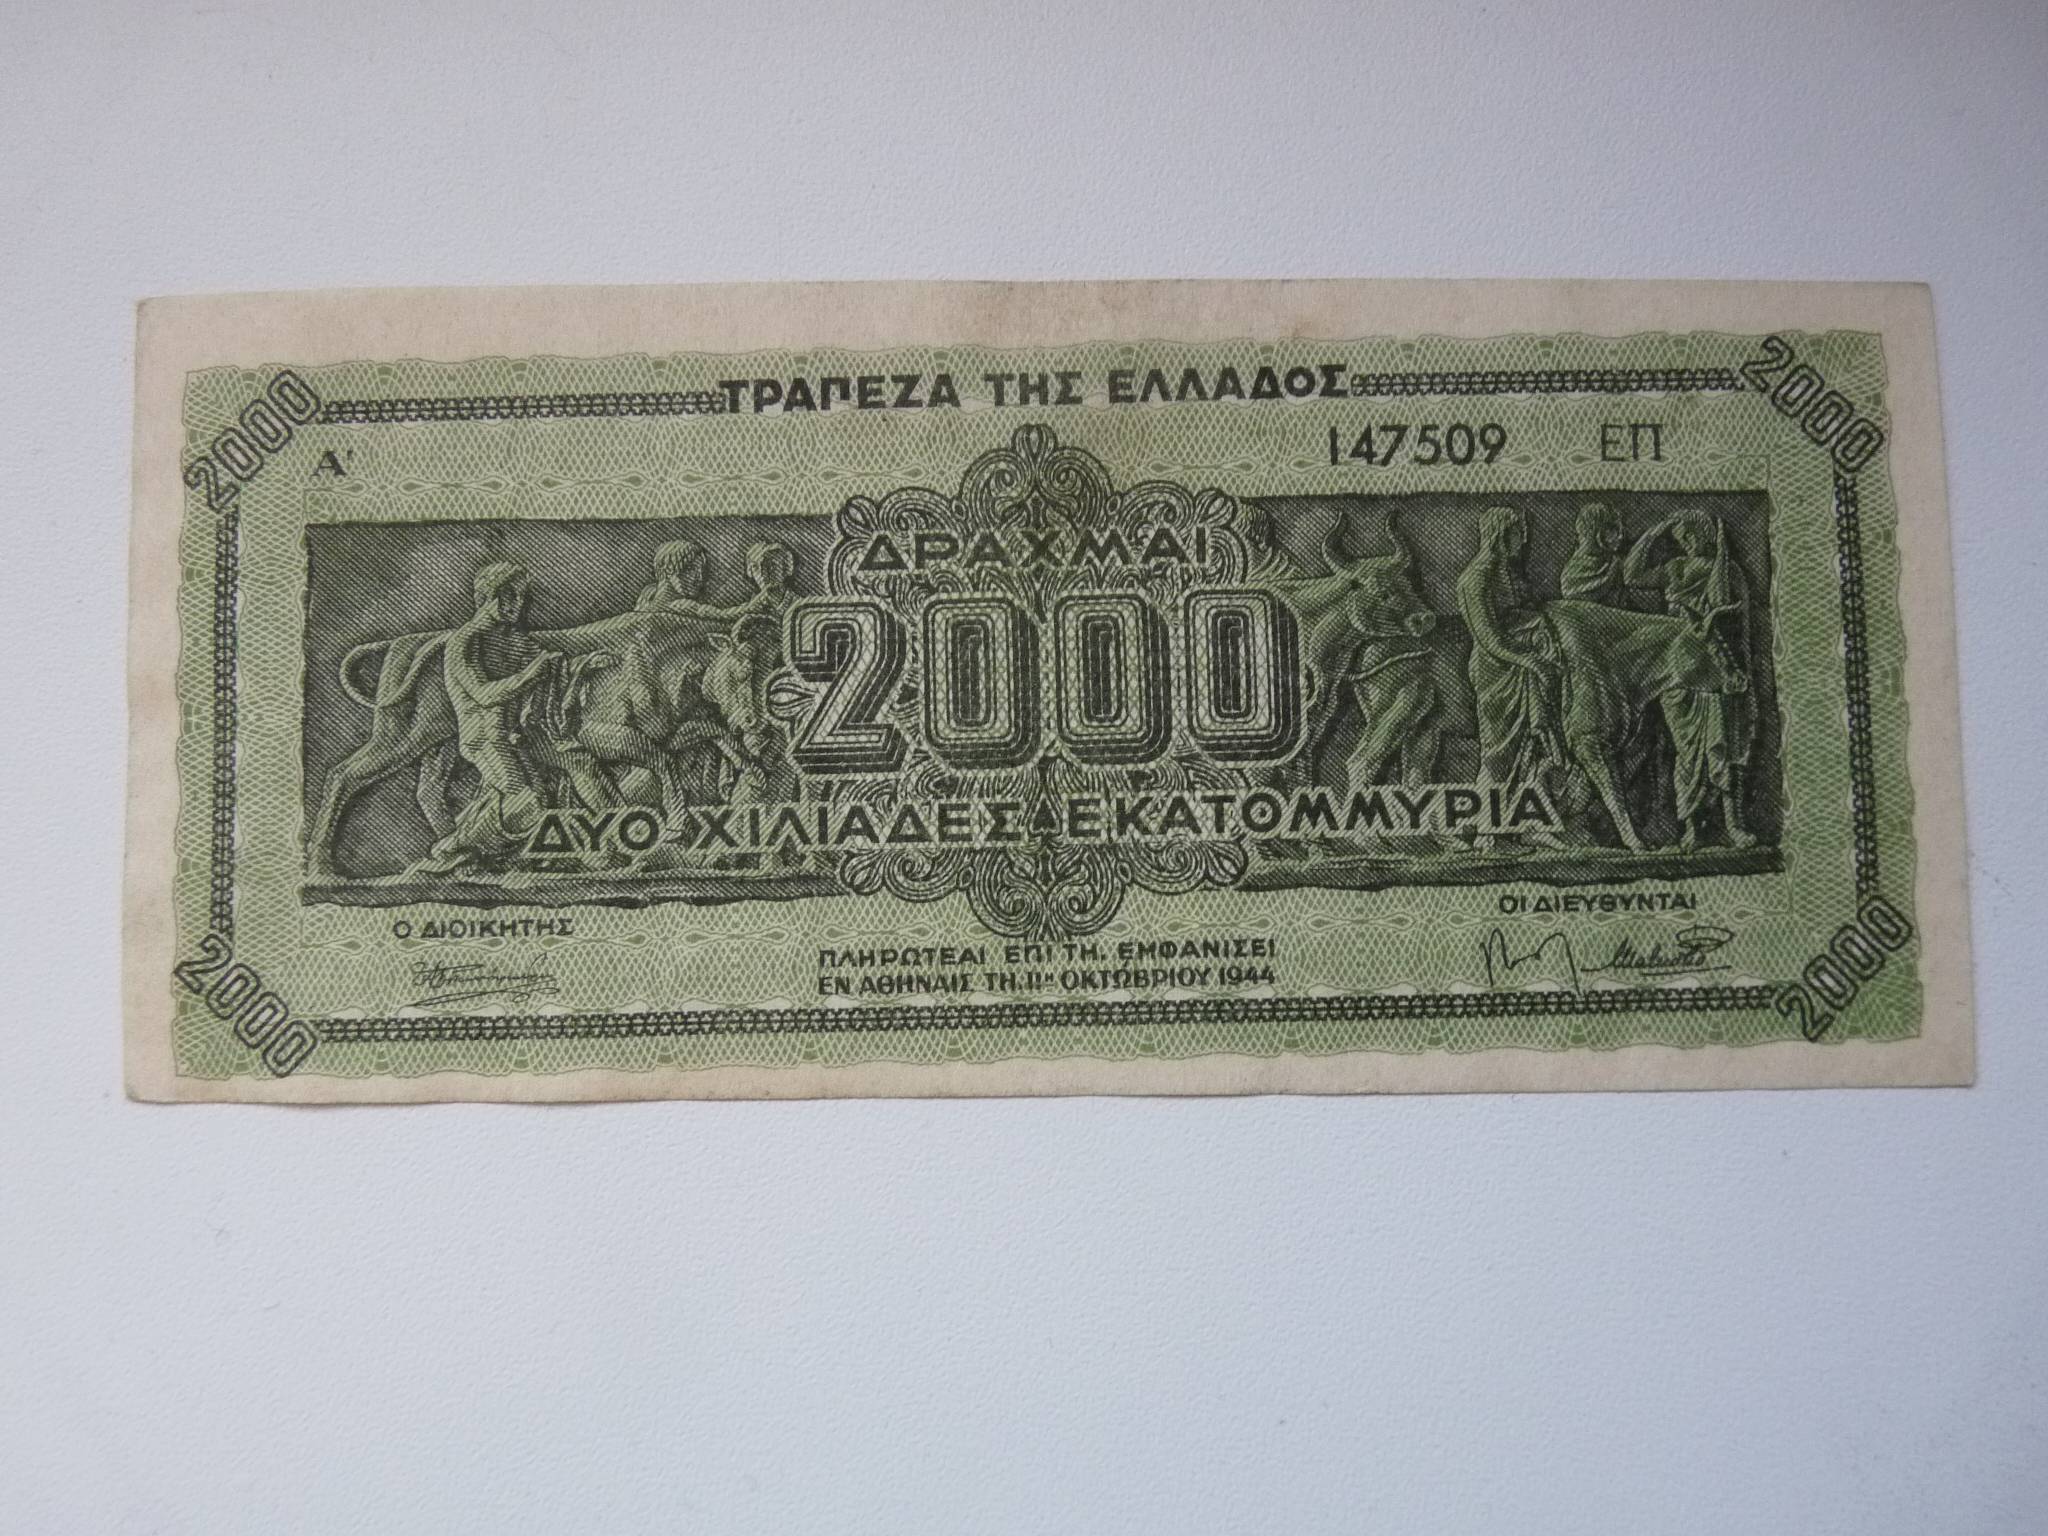 2000 ΤΡΑΠΕΖΑ ΤΗΣ ΕΛΛΑΔΟΣ 2000
Α' 147509 ΕΠ
ΔΡΑΧΜΑΙ
2000
ΔΥΟ ΧΙΛΙΑΔΕΣ ΕΚΑΤΟΜΜΥΡΙΑ
Ο ΔΙΟΙΚΗΤΗΣ
ΟΙ ΔΙΕΥΘΥΝΤΑΙ
ΠΛΗΡΩΤΕΑΙ ΕΠΙ ΤΗ, ΕΜΦΑΝΙΣΕΙ
ΕΝ ΑΘΗΝΑΙΣ ΤΗ, 11ῃ ΟΚΤΩΒΡΙΟΥ 1944
2000 2000